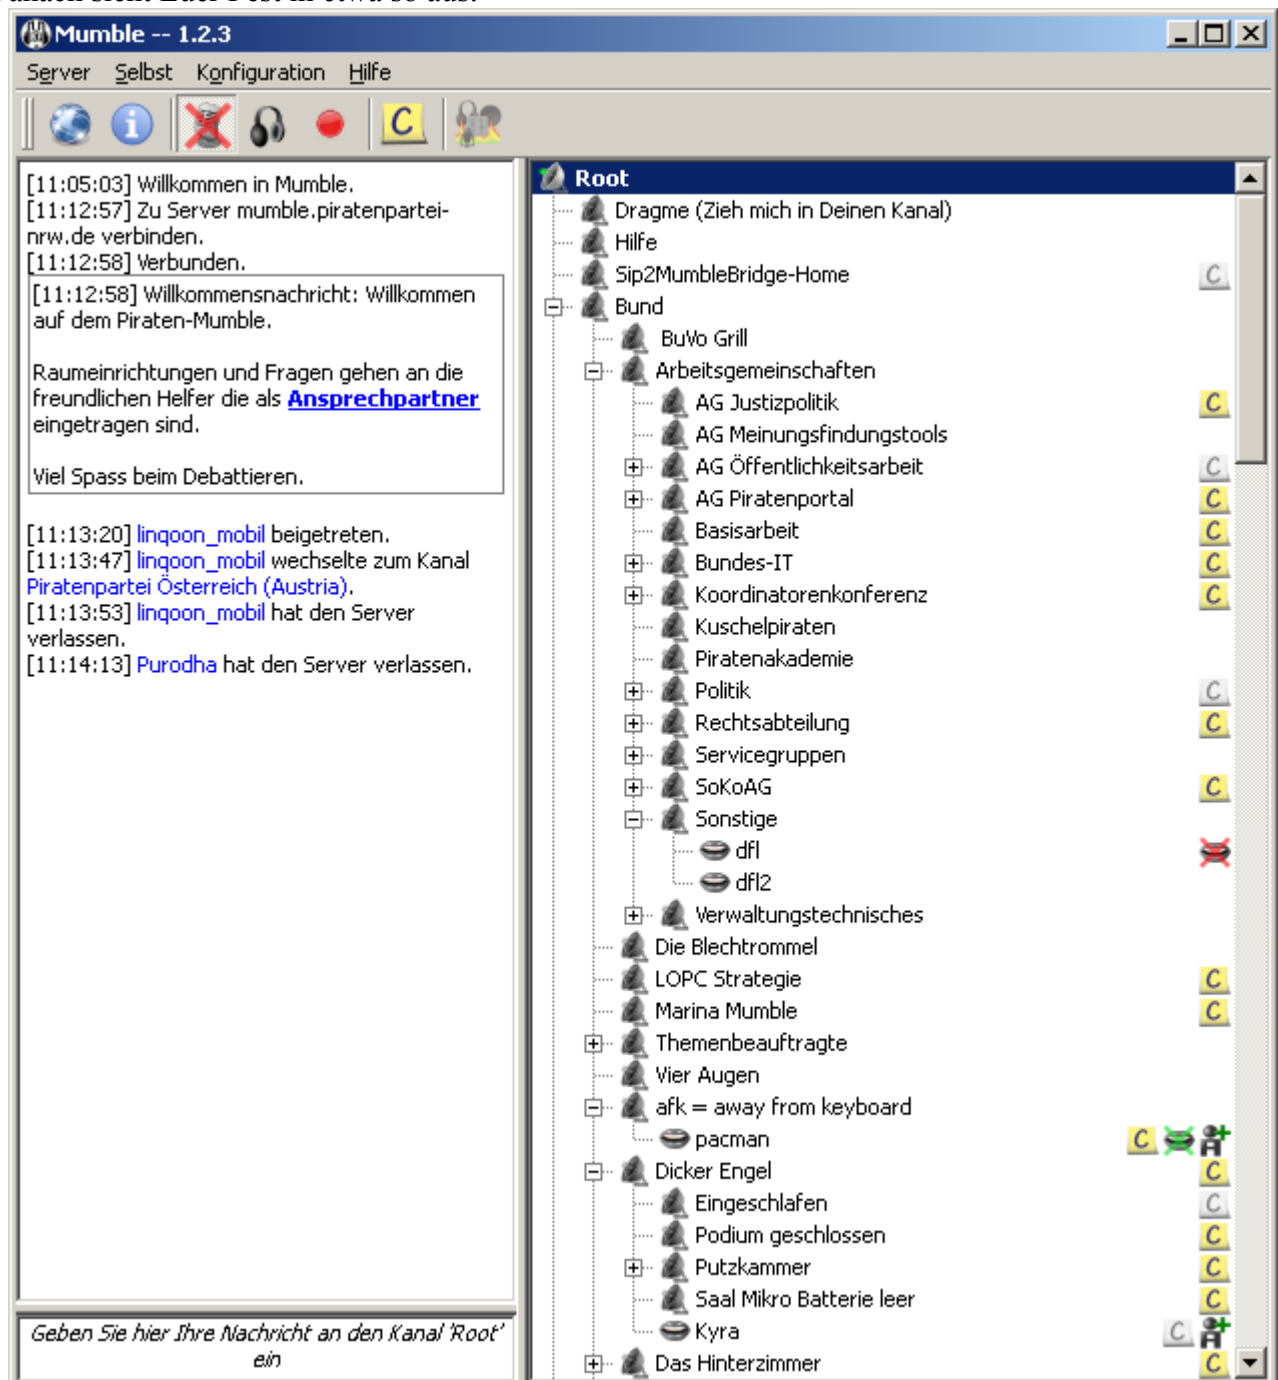 Mumble -- 1.2.3
Server Selbst Konfiguration Hilfe
C
[11:05:03] Willkommen in Mumble.
[11:12:57] Zu Server mumble.piratenpartei-
nrw.de verbinden.
[11:12:58] Verbunden.
[11:12:58] Willkommensnachricht: Willkommen
auf dem Piraten-Mumble.
Raumeinrichtungen und Fragen gehen an die
freundlichen Helfer die als Ansprechpartner
eingetragen sind.
Viel Spass beim Debattieren.
[11:13:20] linqoon_mobil beigetreten.
[11:13:47] linqoon_mobil wechselte zum Kanal
Piratenpartei Österreich (Austria).
[11:13:53] linqoon_mobil hat den Server
verlassen.
[11:14:13] Purodha hat den Server verlassen.
Geben Sie hier Ihre Nachricht an den Kanal 'Root'
ein
Root
Dragme (Zieh mich in Deinen Kanal)
Hilfe
Sip2MumbleBridge-Home C
Bund
BuVo Grill
Arbeitsgemeinschaften
AG Justizpolitik C
AG Meinungsfindungstools
AG Öffentlichkeitsarbeit C
AG Piratenportal C
Basisarbeit C
Bundes-IT C
Koordinatorenkonferenz C
Kuschelpiraten
Piratenakademie
Politik C
Rechtsabteilung C
Servicegruppen
SoKoAG C
Sonstige
dfl
dfl2
Verwaltungstechnisches
Die Blechtrommel
LOPC Strategie C
Marina Mumble C
Themenbeauftragte
Vier Augen
afk = away from keyboard
pacman C
Dicker Engel C
Eingeschlafen C
Podium geschlossen C
Putzkammer C
Saal Mikro Batterie leer C
Kyra C
Das Hinterzimmer C